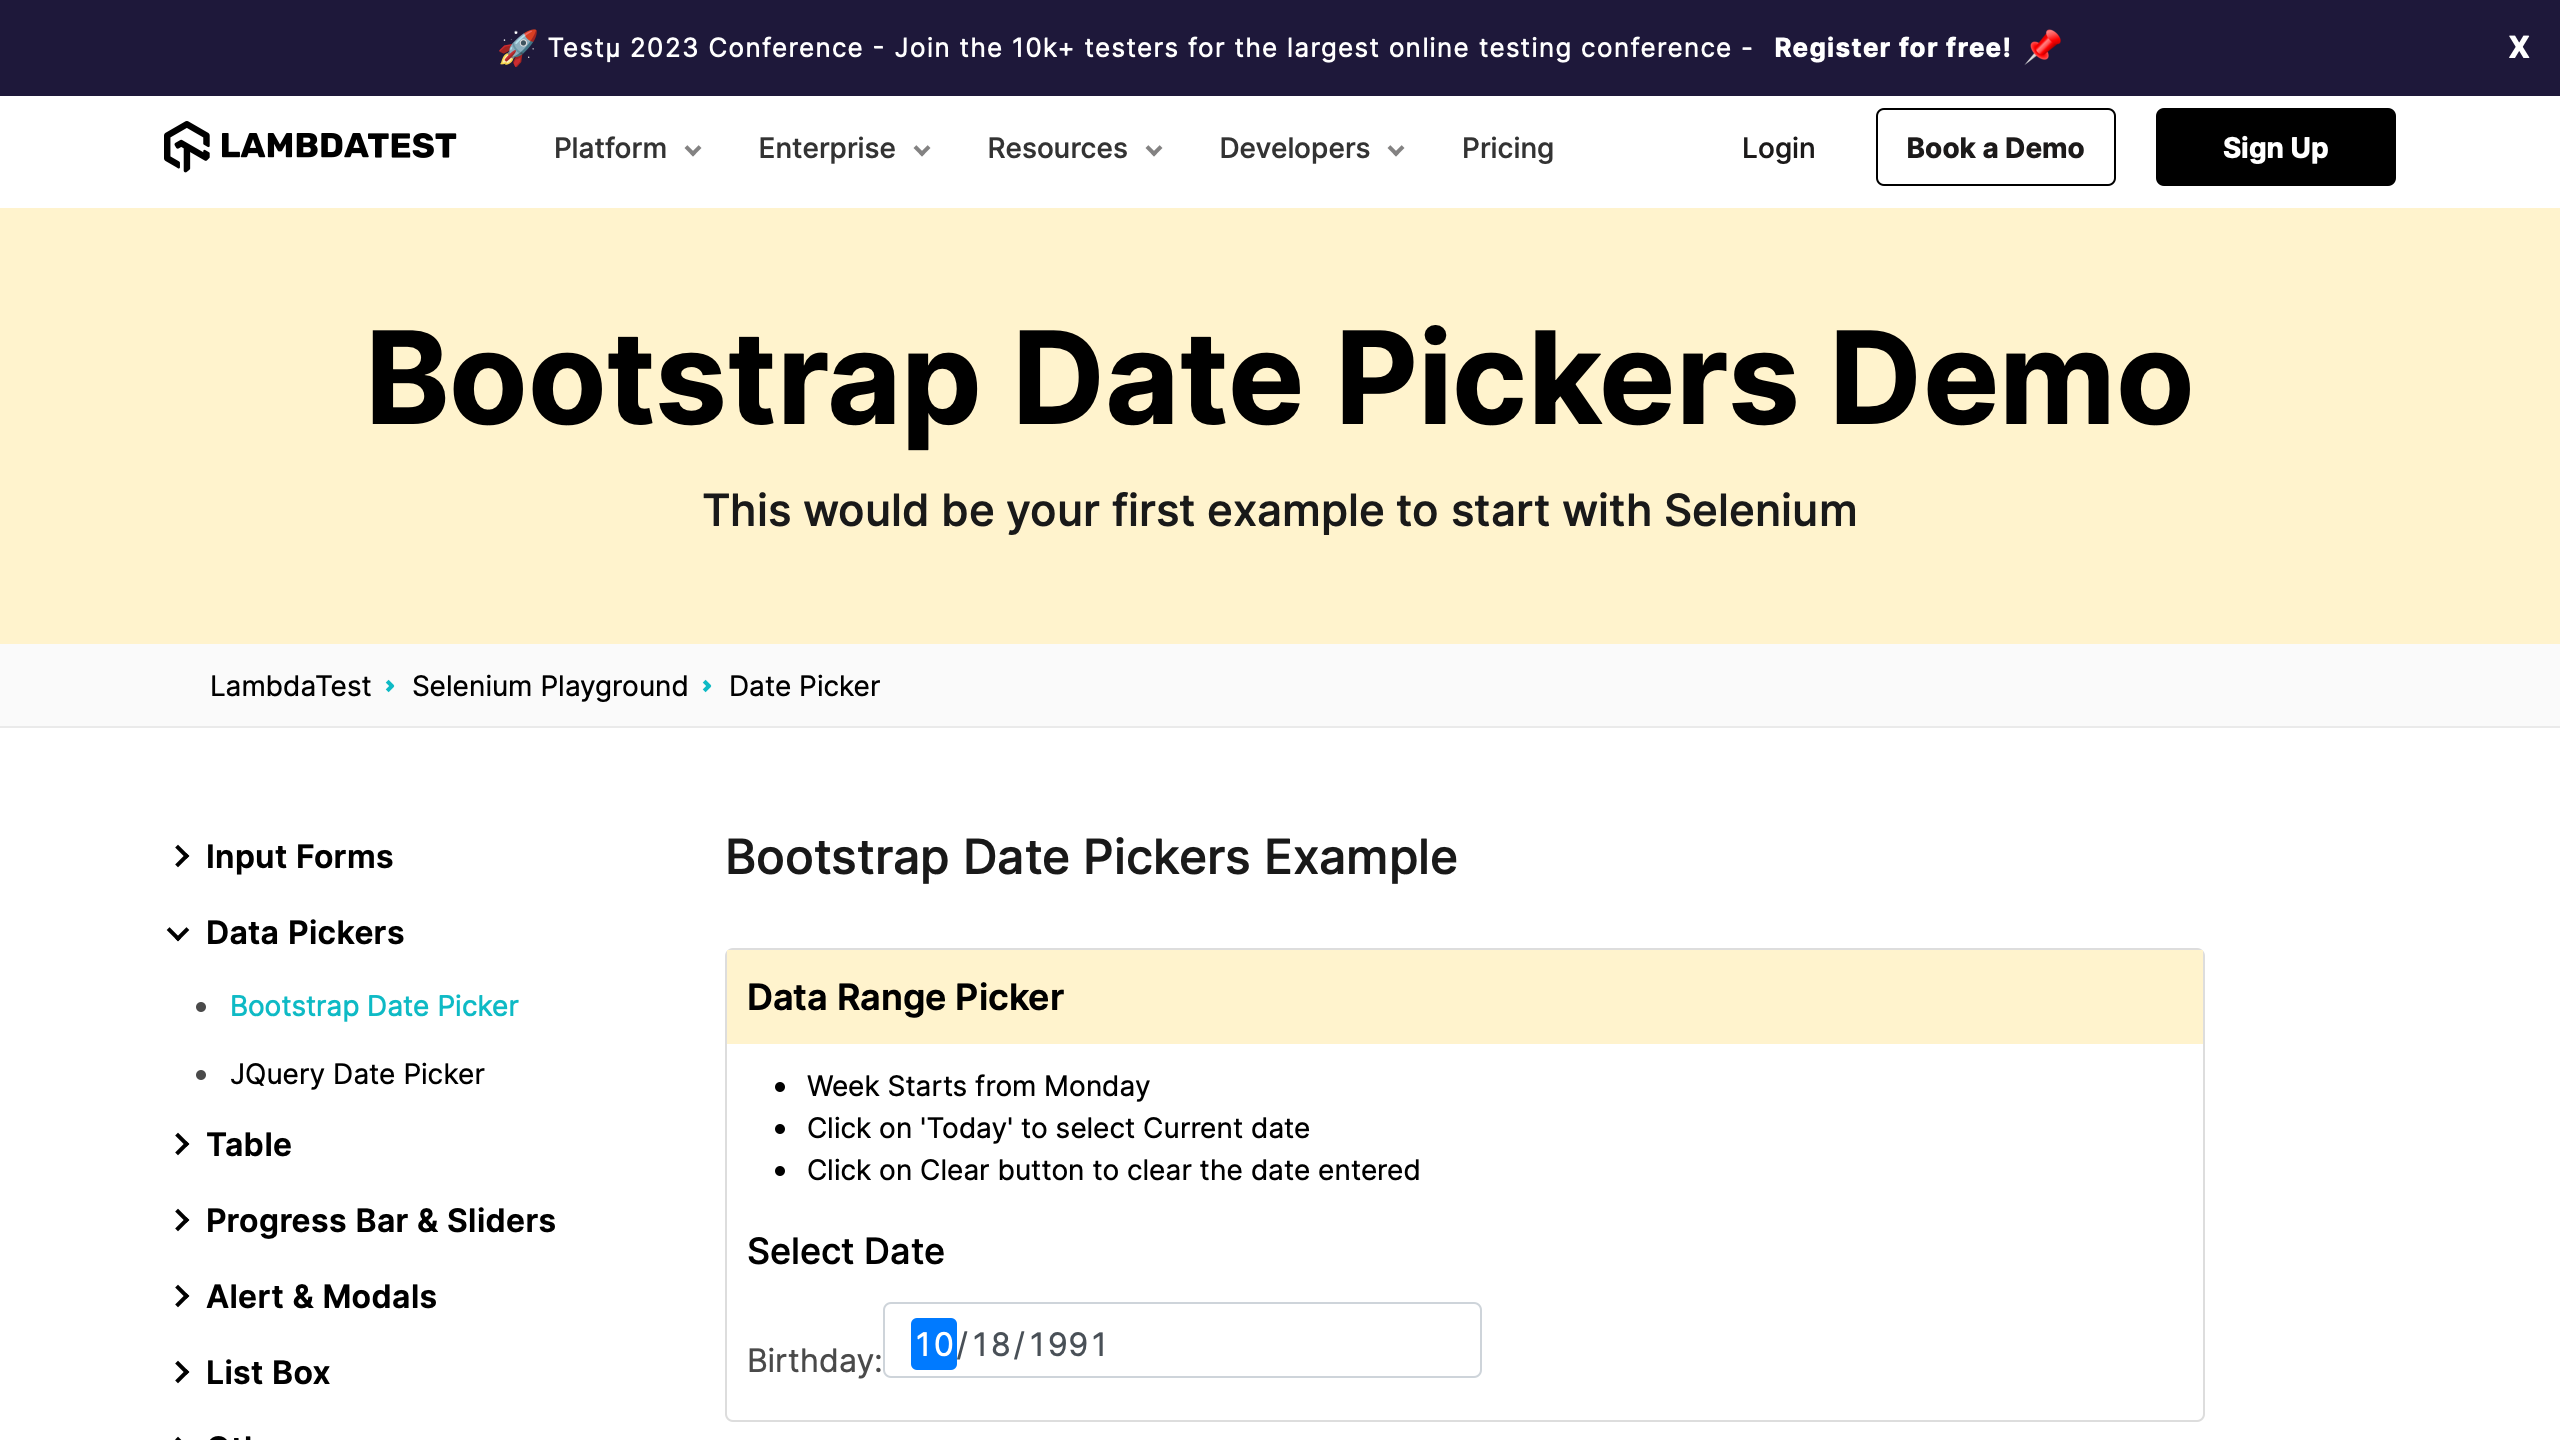 🚀 Testμ 2023 Conference - Join the 10k+ testers for the largest online testing conference - Register for free! 📌 X
LAMBDATEST Platform Enterprise Resources Developers Pricing Login Book a Demo Sign Up
Bootstrap Date Pickers Demo
This would be your first example to start with Selenium
LambdaTest › Selenium Playground › Date Picker
Input Forms
Data Pickers
Bootstrap Date Picker
JQuery Date Picker
Table
Progress Bar & Sliders
Alert & Modals
List Box
Bootstrap Date Pickers Example
Data Range Picker
Week Starts from Monday
Click on 'Today' to select Current date
Click on Clear button to clear the date entered
Select Date
Birthday: 10/18/1991